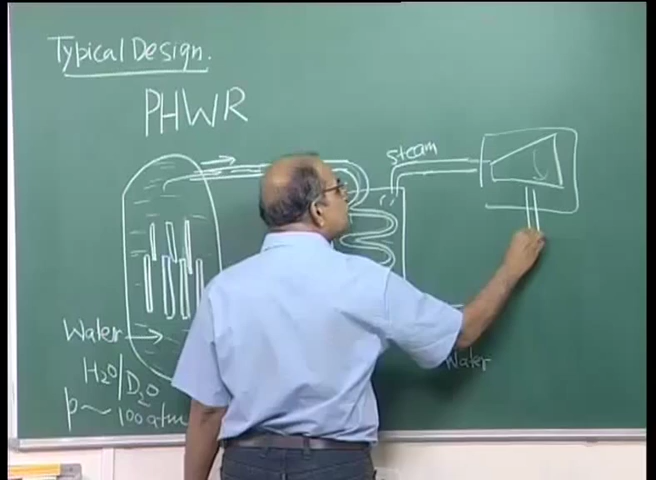 Typical Design.
PHWR
steam
Water
H₂O/D₂O
p ~ 100 atm
Water